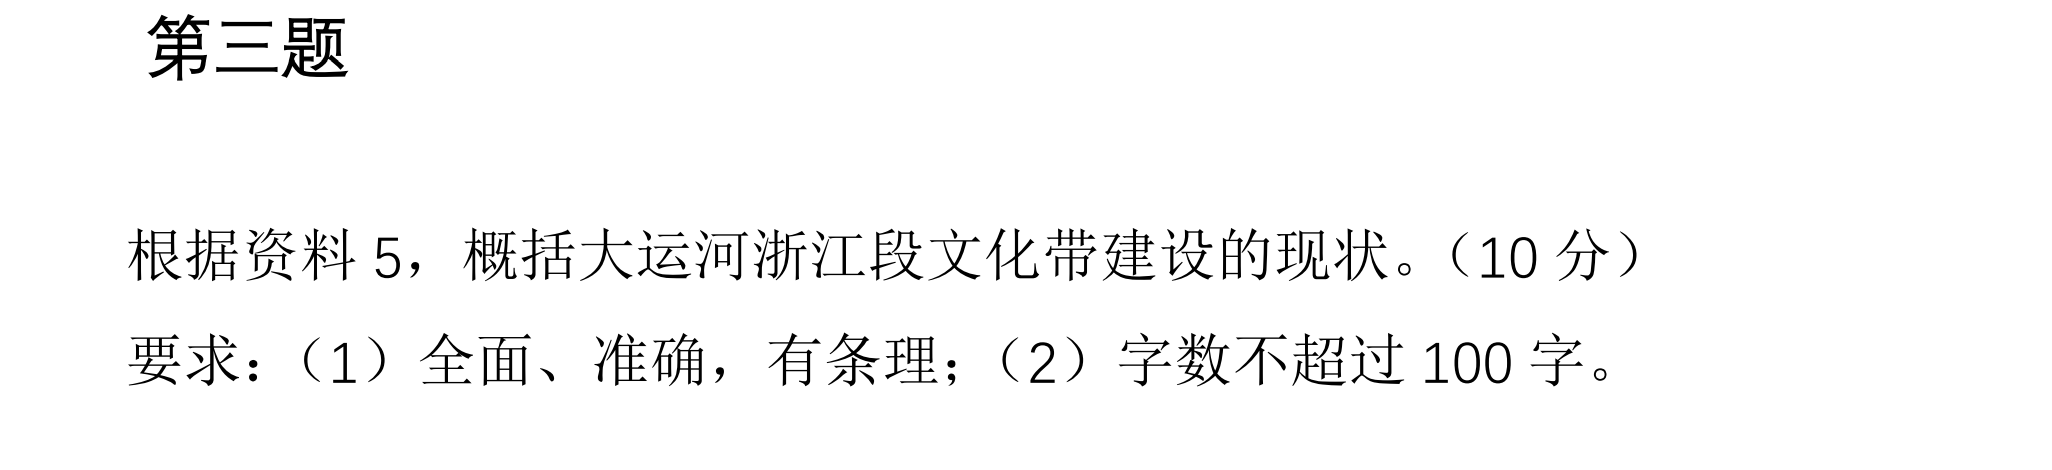 第三题
根据资料 5，概括大运河浙江段文化带建设的现状。（10 分）
要求：（1）全面、准确，有条理；（2）字数不超过 100 字。